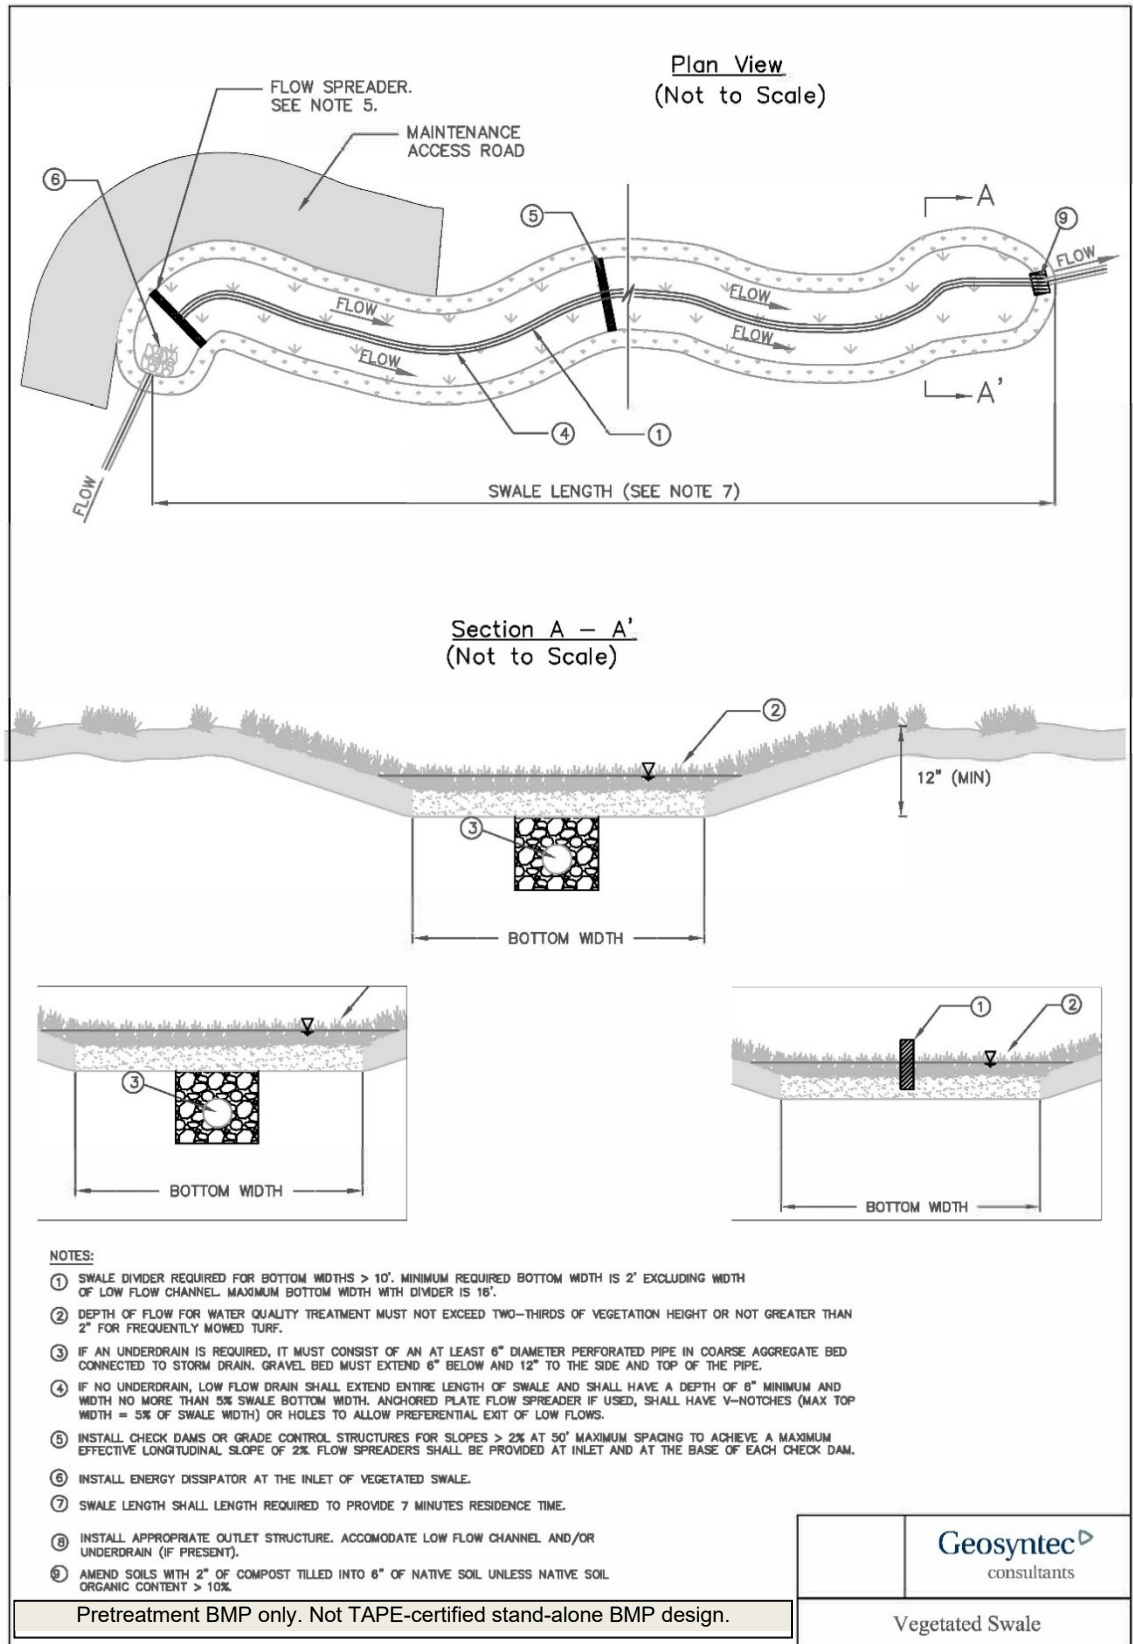 Plan View
(Not to Scale)
FLOW SPREADER.
SEE NOTE 5.
MAINTENANCE
ACCESS ROAD
6
5
A
9
FLOW
FLOW
FLOW
FLOW
FLOW
A'
4
1
FLOW
SWALE LENGTH (SEE NOTE 7)
Section A – A'
(Not to Scale)
2
12" (MIN)
3
BOTTOM WIDTH
3
BOTTOM WIDTH
1
2
BOTTOM WIDTH
NOTES:
1 SWALE DIVIDER REQUIRED FOR BOTTOM WIDTHS > 10'. MINIMUM REQUIRED BOTTOM WIDTH IS 2' EXCLUDING WIDTH
OF LOW FLOW CHANNEL. MAXIMUM BOTTOM WIDTH WITH DIVIDER IS 16'.
2 DEPTH OF FLOW FOR WATER QUALITY TREATMENT MUST NOT EXCEED TWO-THIRDS OF VEGETATION HEIGHT OR NOT GREATER THAN
2" FOR FREQUENTLY MOWED TURF.
3 IF AN UNDERDRAIN IS REQUIRED, IT MUST CONSIST OF AN AT LEAST 6" DIAMETER PERFORATED PIPE IN COARSE AGGREGATE BED
CONNECTED TO STORM DRAIN. GRAVEL BED MUST EXTEND 6" BELOW AND 12" TO THE SIDE AND TOP OF THE PIPE.
4 IF NO UNDERDRAIN, LOW FLOW DRAIN SHALL EXTEND ENTIRE LENGTH OF SWALE AND SHALL HAVE A DEPTH OF 6" MINIMUM AND
WIDTH NO MORE THAN 5% SWALE BOTTOM WIDTH. ANCHORED PLATE FLOW SPREADER IF USED, SHALL HAVE V-NOTCHES (MAX TOP
WIDTH = 5% OF SWALE WIDTH) OR HOLES TO ALLOW PREFERENTIAL EXIT OF LOW FLOWS.
5 INSTALL CHECK DAMS OR GRADE CONTROL STRUCTURES FOR SLOPES > 2% AT 50' MAXIMUM SPACING TO ACHIEVE A MAXIMUM
EFFECTIVE LONGITUDINAL SLOPE OF 2%. FLOW SPREADERS SHALL BE PROVIDED AT INLET AND AT THE BASE OF EACH CHECK DAM.
6 INSTALL ENERGY DISSIPATOR AT THE INLET OF VEGETATED SWALE.
7 SWALE LENGTH SHALL LENGTH REQUIRED TO PROVIDE 7 MINUTES RESIDENCE TIME.
8 INSTALL APPROPRIATE OUTLET STRUCTURE. ACCOMODATE LOW FLOW CHANNEL AND/OR
UNDERDRAIN (IF PRESENT).
9 AMEND SOILS WITH 2" OF COMPOST TILLED INTO 6" OF NATIVE SOIL UNLESS NATIVE SOIL
ORGANIC CONTENT > 10%.
Pretreatment BMP only. Not TAPE-certified stand-alone BMP design.
Geosyntec
consultants
Vegetated Swale